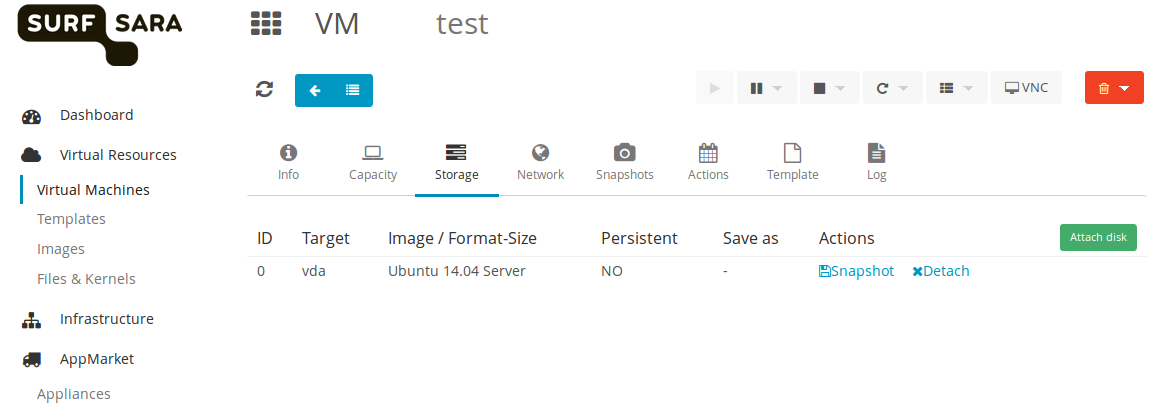 SURF SARA
VM test
VNC
Dashboard
Virtual Resources
Virtual Machines
Templates
Images
Files & Kernels
Infrastructure
AppMarket
Appliances
Info Capacity Storage Network Snapshots Actions Template Log
ID Target Image / Format-Size Persistent Save as Actions Attach disk
0 vda Ubuntu 14.04 Server NO - Snapshot Detach